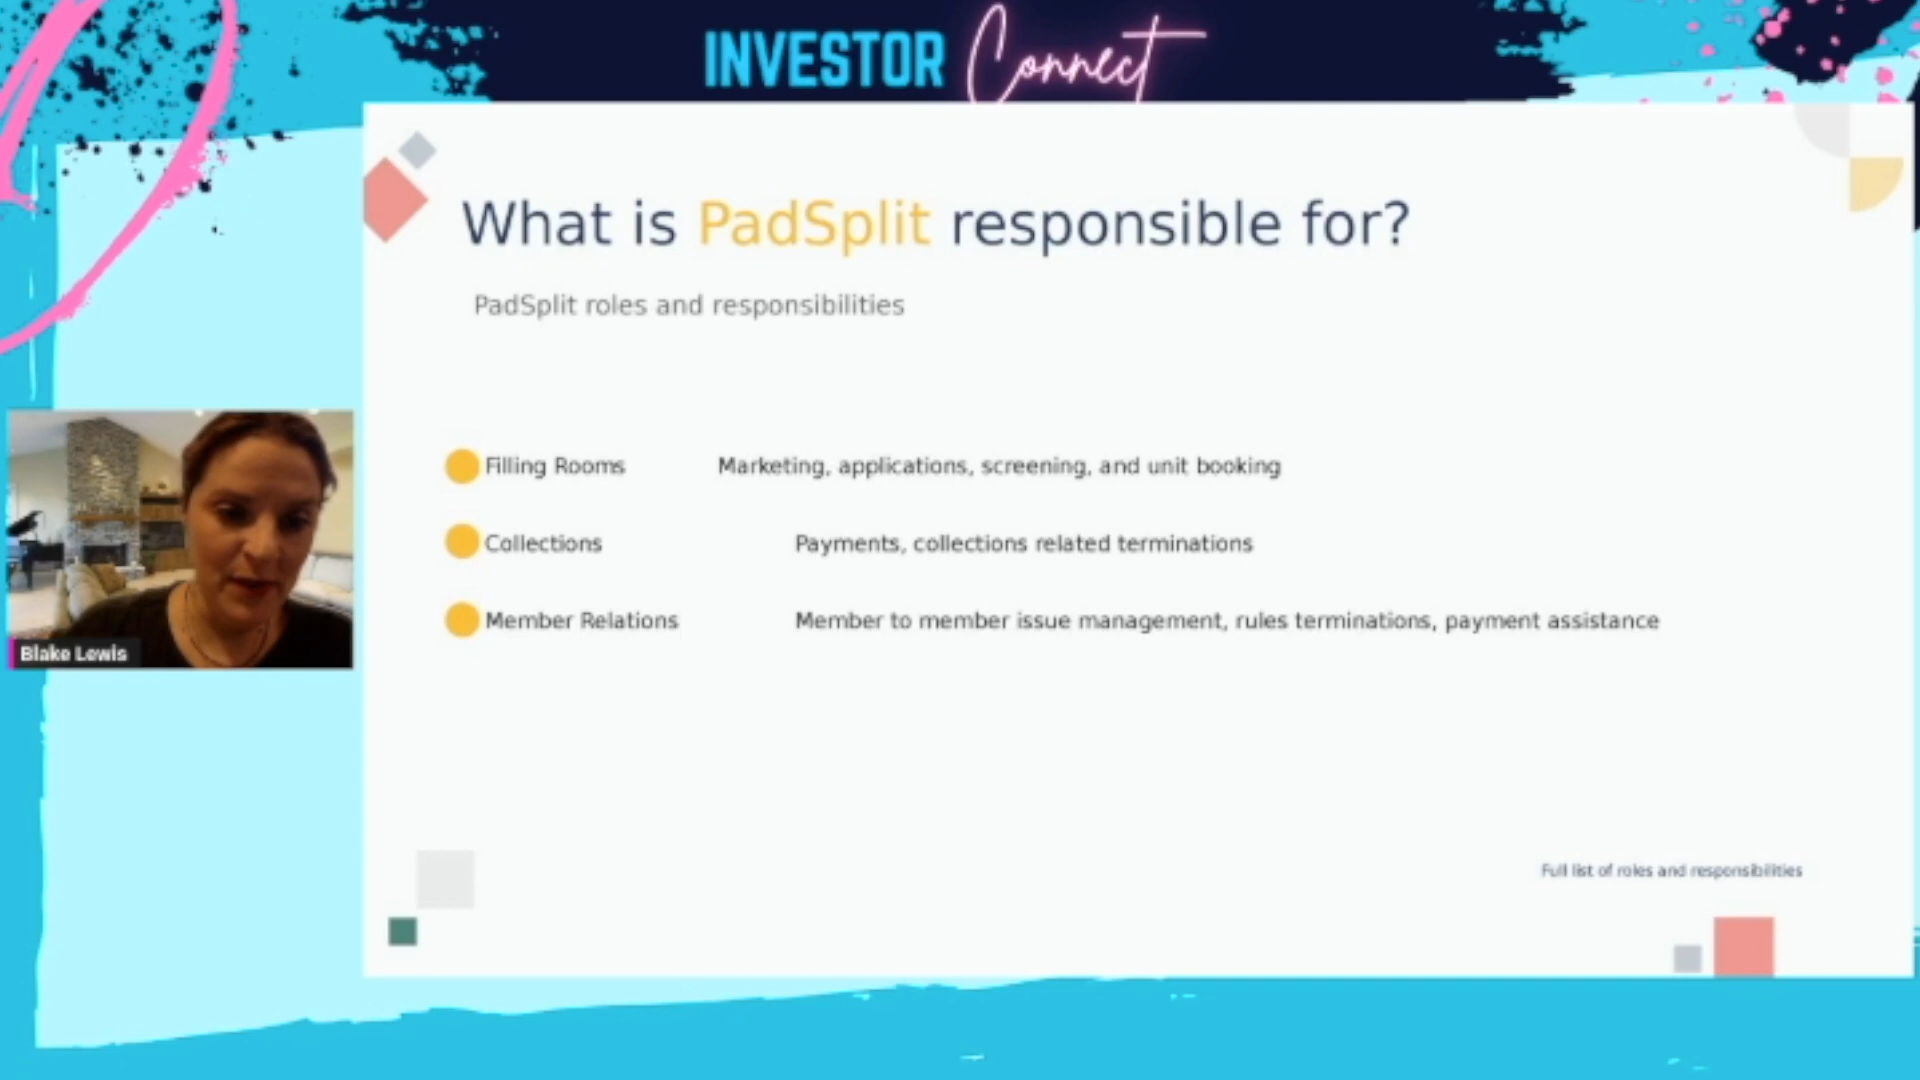 INVESTOR Connect
What is PadSplit responsible for?
PadSplit roles and responsibilities
Filling Rooms Marketing, applications, screening, and unit booking
Collections Payments, collections related terminations
Member Relations Member to member issue management, rules terminations, payment assistance
Blake Lewis
Full list of roles and responsibilities